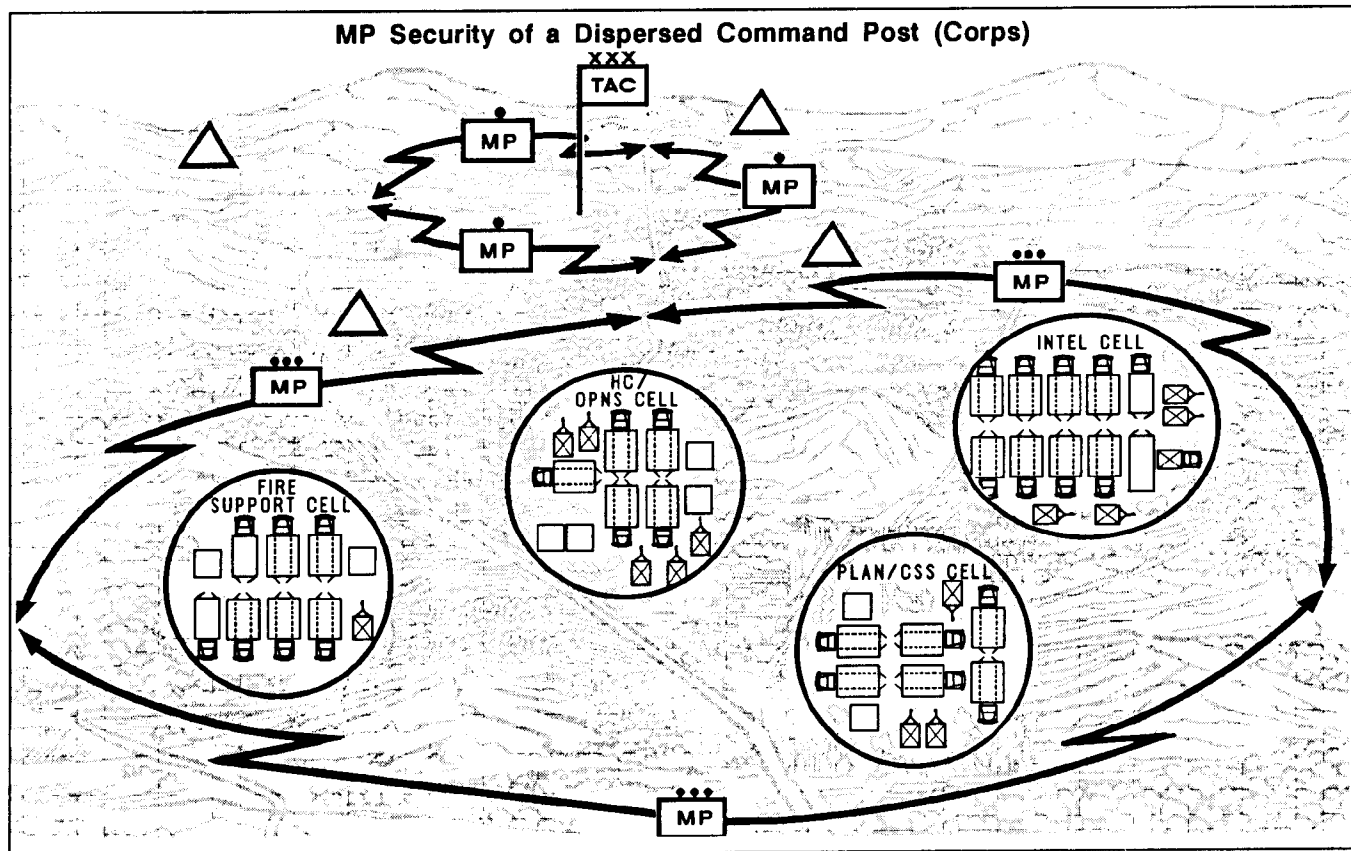 MP Security of a Dispersed Command Post (Corps)
XXX
TAC
MP
MP
MP
MP
MP
HC/
OPNS CELL
INTEL CELL
FIRE
SUPPORT CELL
PLAN/CSS CELL
MP